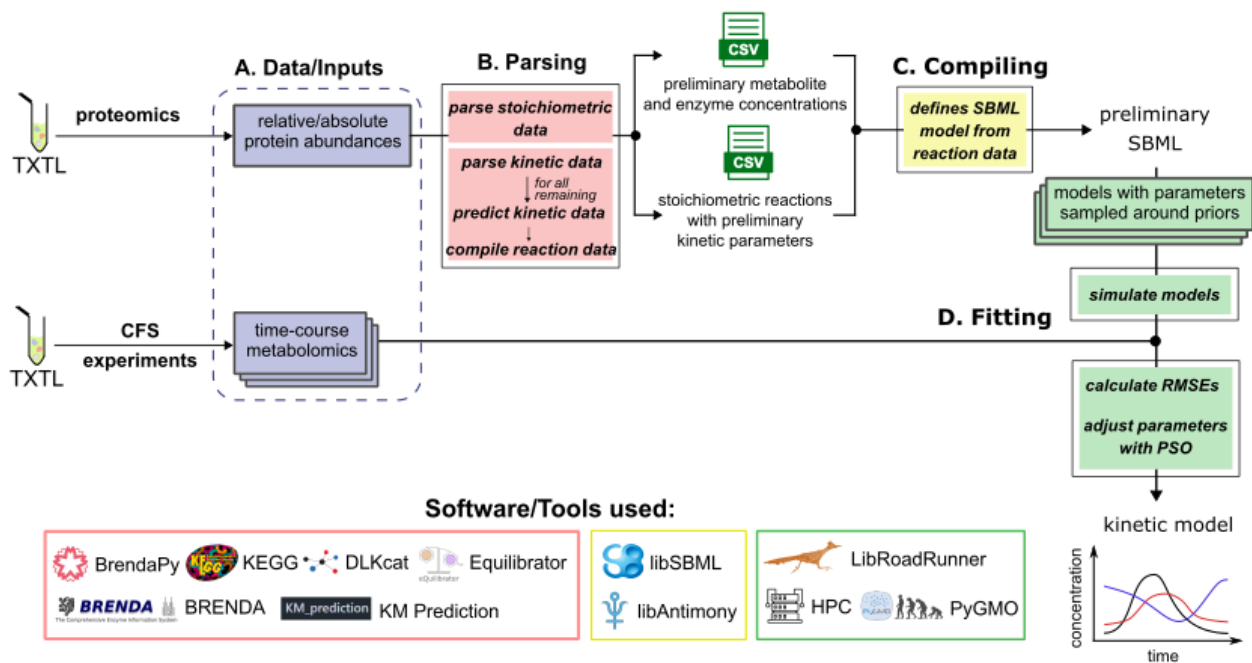 A. Data/Inputs
B. Parsing
C. Compiling
CSV
preliminary metabolite
and enzyme concentrations
proteomics
TXTL
relative/absolute
protein abundances
parse stoichiometric
data
parse kinetic data
for all
remaining
predict kinetic data
compile reaction data
CSV
stoichiometric reactions
with preliminary
kinetic parameters
defines SBML
model from
reaction data
preliminary
SBML
models with parameters
sampled around priors
simulate models
D. Fitting
CFS
experiments
TXTL
time-course
metabolomics
calculate RMSEs
adjust parameters
with PSO
kinetic model
concentration
time
Software/Tools used:
BrendaPy
KEGG
KEGG
DLKcat
eQuilibrator
Equilibrator
BRENDA
The Comprehensive Enzyme Information System
BRENDA
KM_prediction
KM Prediction
libSBML
libAntimony
LibRoadRunner
HPC
PyGMO
PyGMO